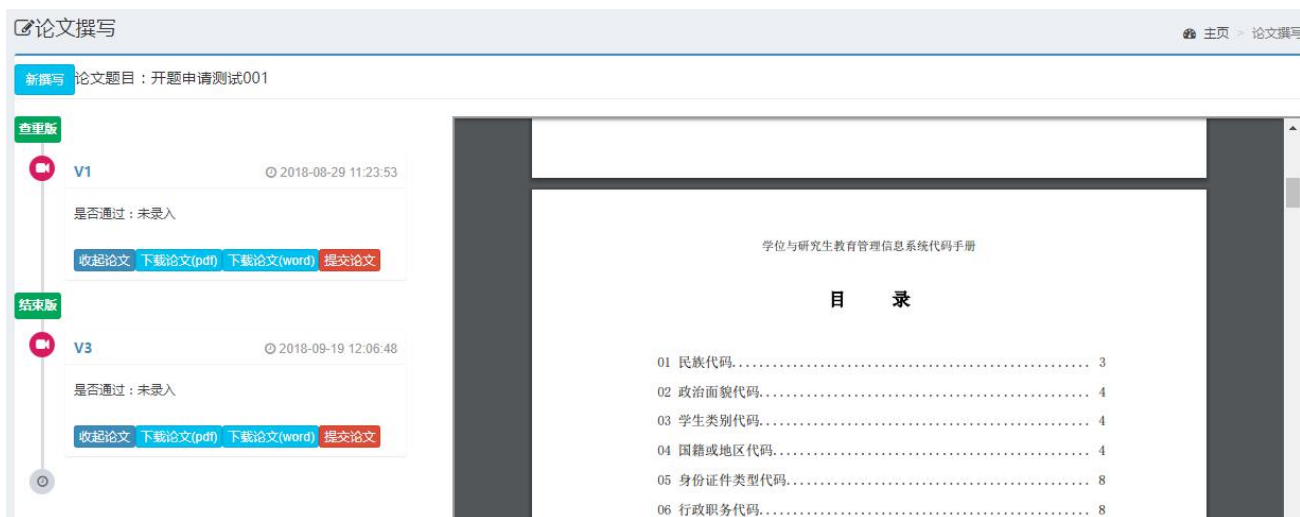 论文撰写
主页 > 论文撰写
新撰写 论文题目：开题申请测试001
查重版
V1 2018-08-29 11:23:53
是否通过：未录入
收起论文 下载论文(pdf) 下载论文(word) 提交论文
结束版
V3 2018-09-19 12:06:48
是否通过：未录入
收起论文 下载论文(pdf) 下载论文(word) 提交论文
学位与研究生教育管理信息系统代码手册
目 录
01 民族代码..................................................... 3
02 政治面貌代码................................................. 4
03 学生类别代码................................................. 4
04 国籍或地区代码............................................... 4
05 身份证件类型代码............................................. 8
06 行政职务代码................................................. 8